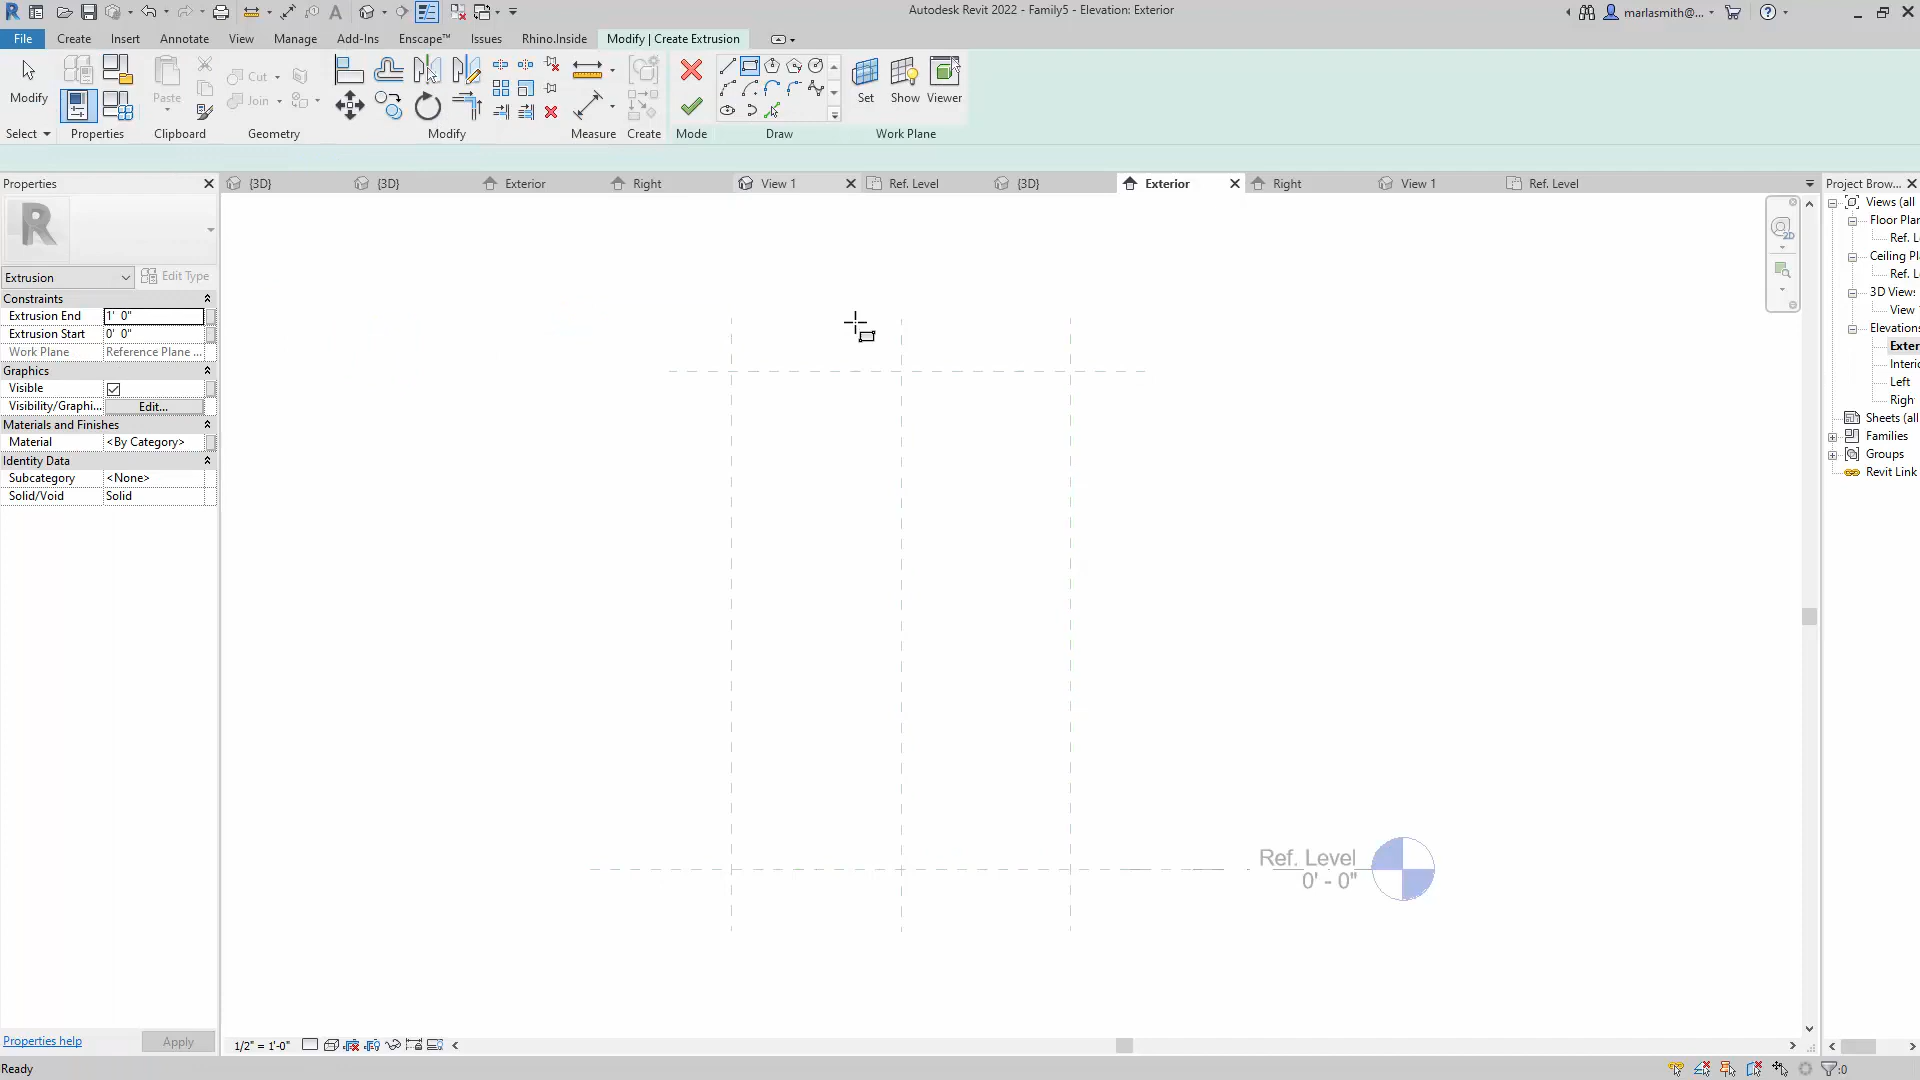 Autodesk Revit 2022 - Family5 - Elevation: Exterior
marlasmith@...
File Create Insert Annotate View Manage Add-Ins Enscape™ Issues Rhino.Inside Modify | Create Extrusion
Modify
Paste
Cut
Join
Set Show Viewer
Select Properties Clipboard Geometry Modify Measure Create Mode Draw Work Plane
Properties
{3D} {3D} Exterior Right View 1 Ref. Level {3D} Exterior Right View 1 Ref. Level
Project Brow...
Extrusion Edit Type
Constraints
Extrusion End 1' 0"
Extrusion Start 0' 0"
Work Plane Reference Plane ...
Graphics
Visible
Visibility/Graphi... Edit...
Materials and Finishes
Material <By Category>
Identity Data
Subcategory <None>
Solid/Void Solid
Views (all
Floor Plan
Ref. L
Ceiling Pl
Ref. L
3D Views
View
Elevations
Exter
Interio
Left
Righ
Sheets (all
Families
Groups
Revit Link
2D
Ref. Level
0' - 0"
Properties help Apply
1/2" = 1'-0"
Ready
:0